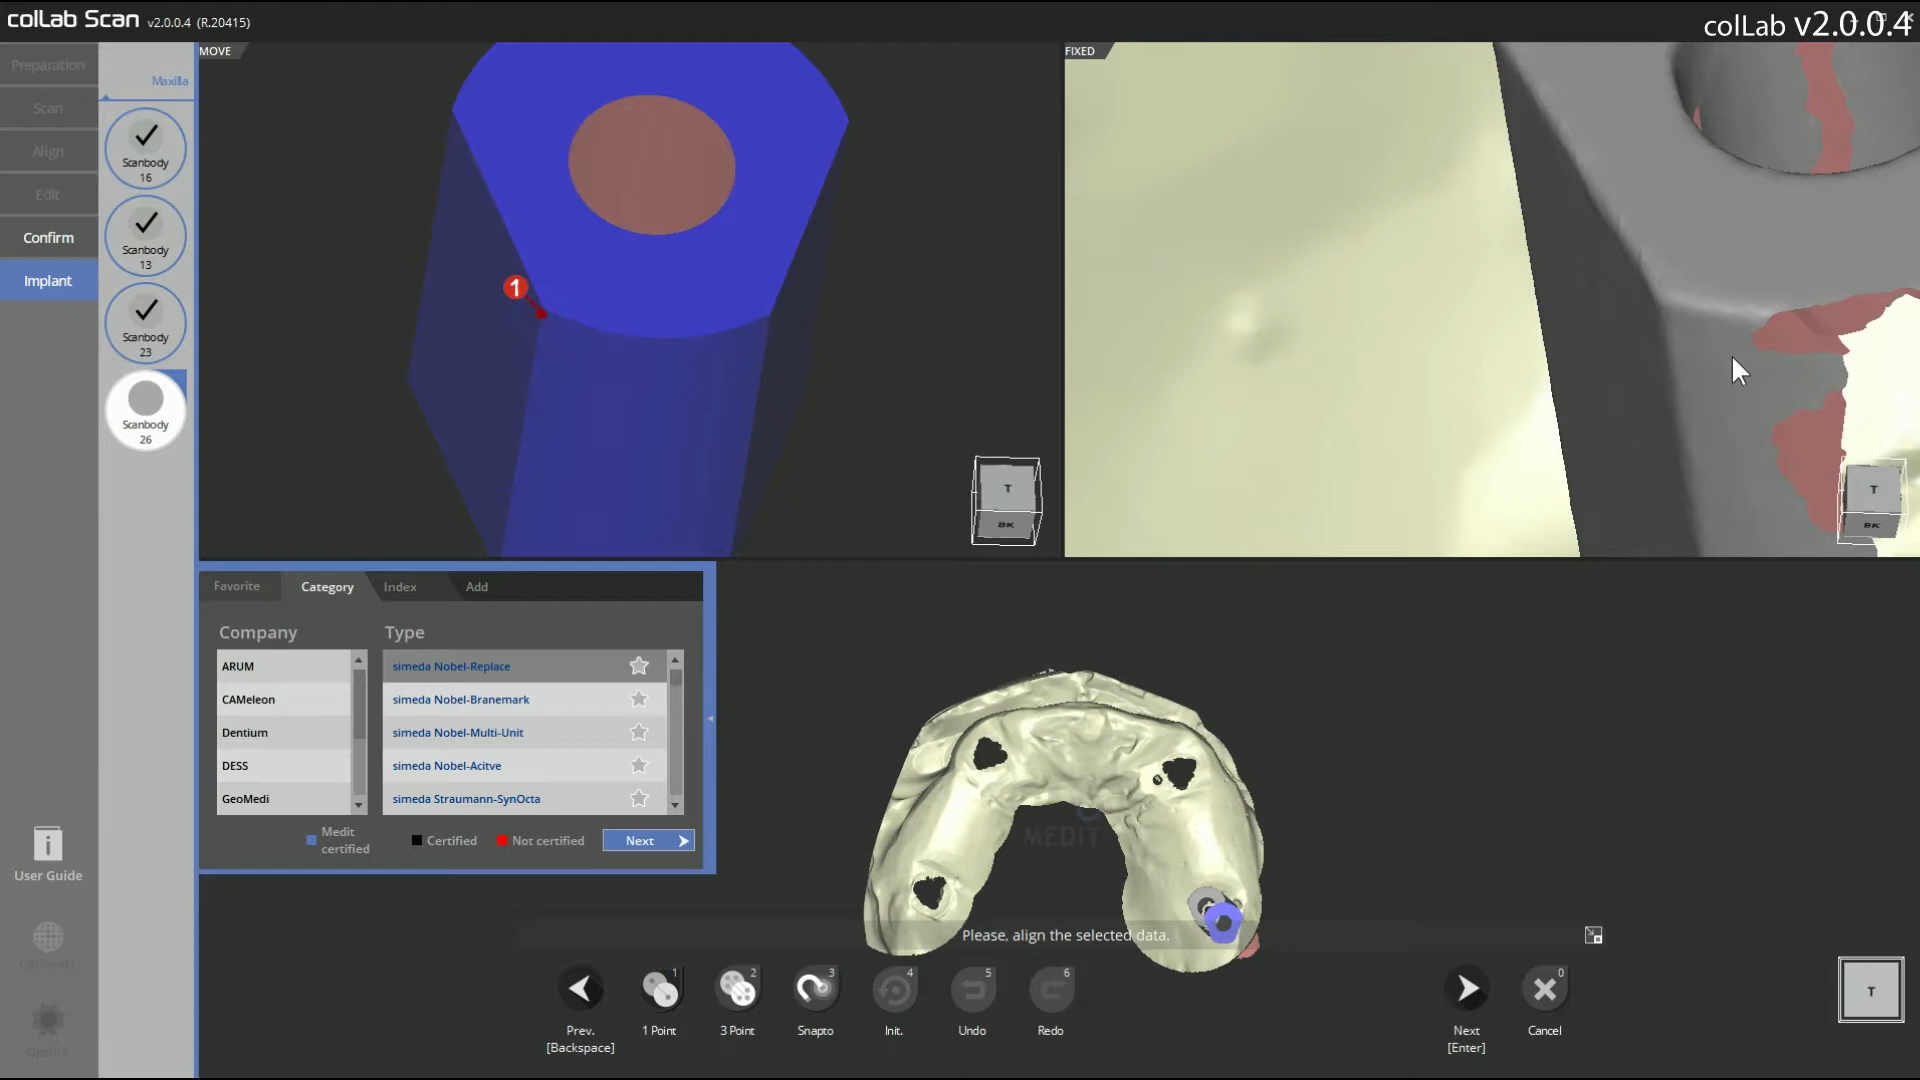 colLab Scan v2.0.0.4 (R.20415)
colLab v2.0.0.4
Preparation
Scan
Align
Edit
Confirm
Implant
User Guide
Maxilla
Scanbody
16
Scanbody
13
Scanbody
23
Scanbody
26
MOVE
FIXED
1
T
BK
T
BK
Favorite
Category
Index
Add
Company
Type
ARUM
CAMeleon
Dentium
DESS
GeoMedi
simeda Nobel-Replace
simeda Nobel-Branemark
simeda Nobel-Multi-Unit
simeda Nobel-Acitve
simeda Straumann-SynOcta
Medit
certified
Certified
Not certified
Next
MEDIT
Please, align the selected data.
Prev.
[Backspace]
1
1 Point
2
3 Point
3
Snapto
4
Init.
5
Undo
6
Redo
Next
[Enter]
0
Cancel
T